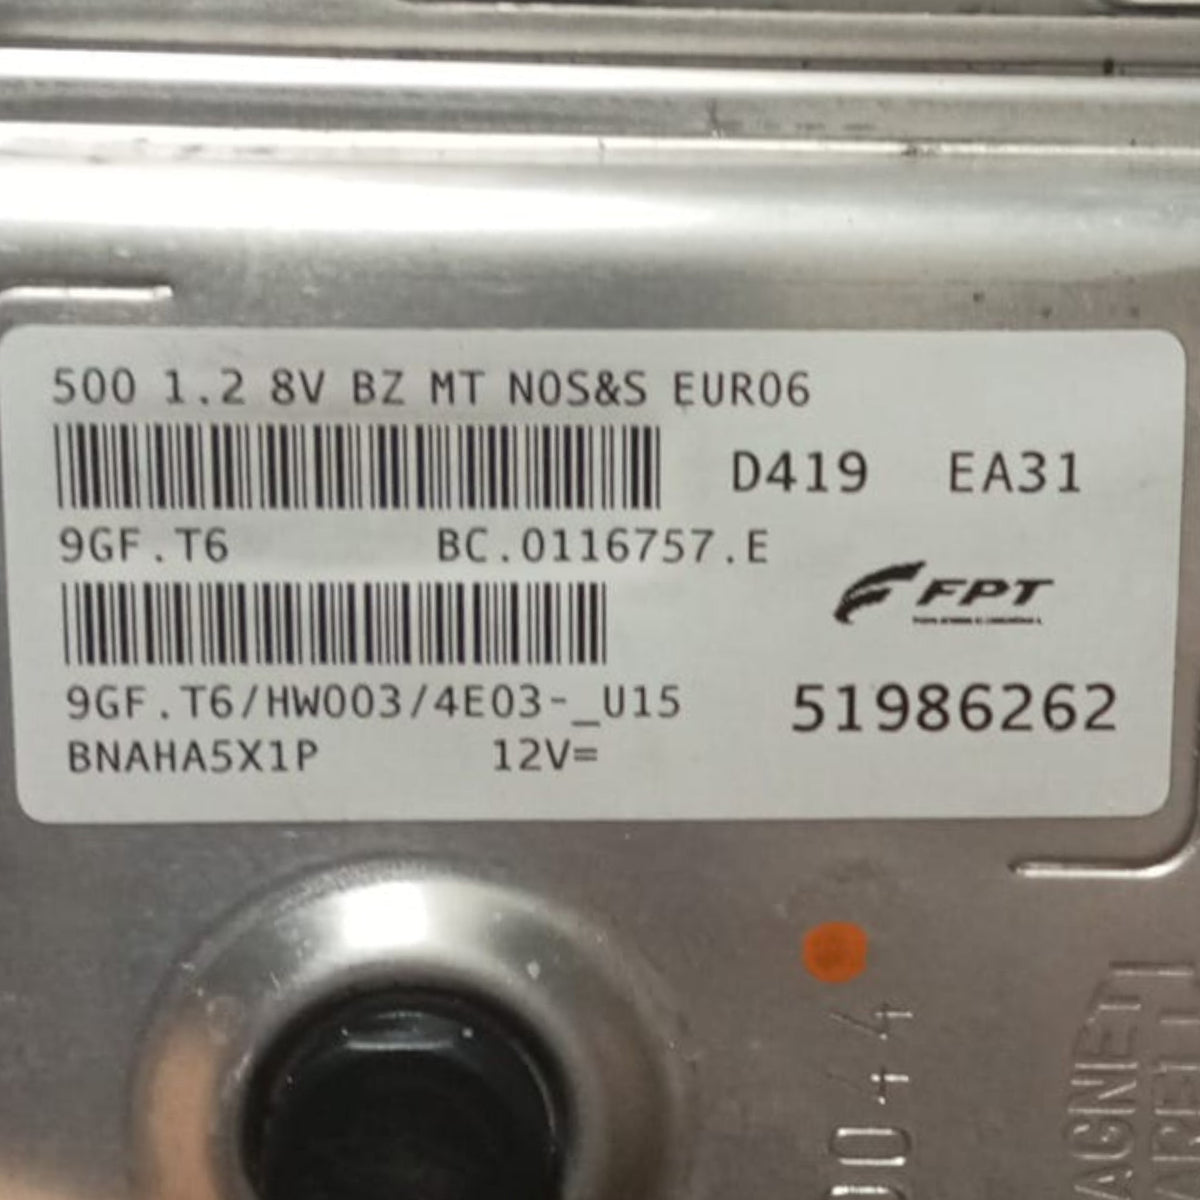 500 1.2 8V BZ MT NOS&S EURO6
D419 EA31
9GF.T6 BC.0116757.E
FPT
9GF.T6/HW003/4E03-_U15
51986262
BNAHA5X1P 12V=